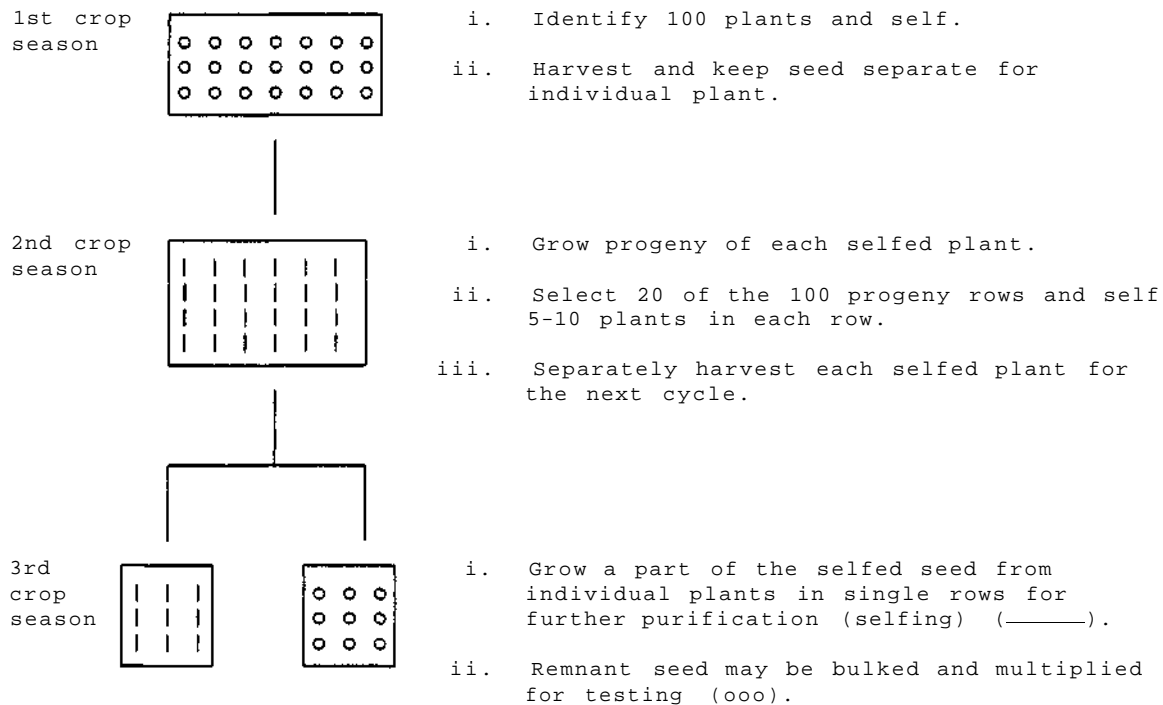 1st crop
season
i. Identify 100 plants and self.
ii. Harvest and keep seed separate for
individual plant.
2nd crop
season
i. Grow progeny of each selfed plant.
ii. Select 20 of the 100 progeny rows and self
5-10 plants in each row.
iii. Separately harvest each selfed plant for
the next cycle.
3rd
crop
season
i. Grow a part of the selfed seed from
individual plants in single rows for
further purification (selfing) (———).
ii. Remnant seed may be bulked and multiplied
for testing (ooo).